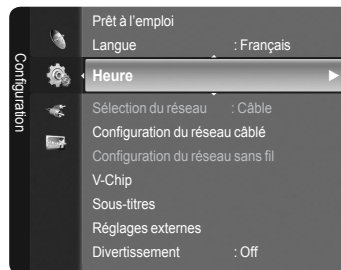 Configuration
Prêt à l'emploi
Langue : Français
Heure
Sélection du réseau : Câble
Configuration du réseau câblé
Configuration du réseau sans fil
V-Chip
Sous-titres
Réglages externes
Divertissement : Off